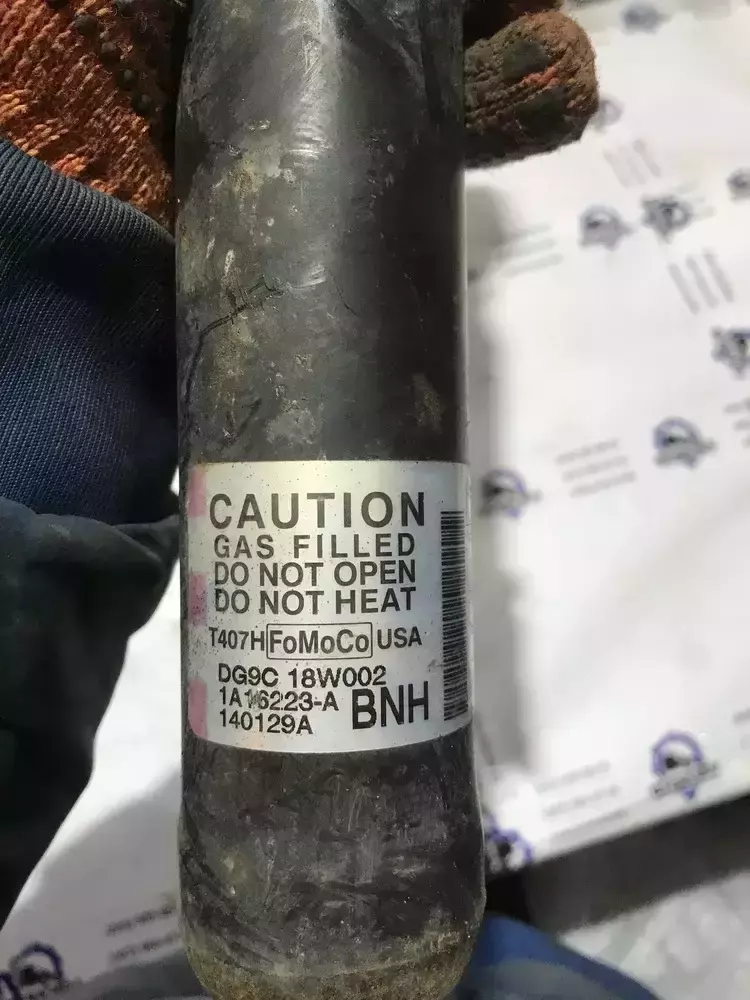 CAUTION
GAS FILLED
DO NOT OPEN
DO NOT HEAT
T407H FoMoCo USA
DG9C 18W002
1A16223-A
140129A BNH